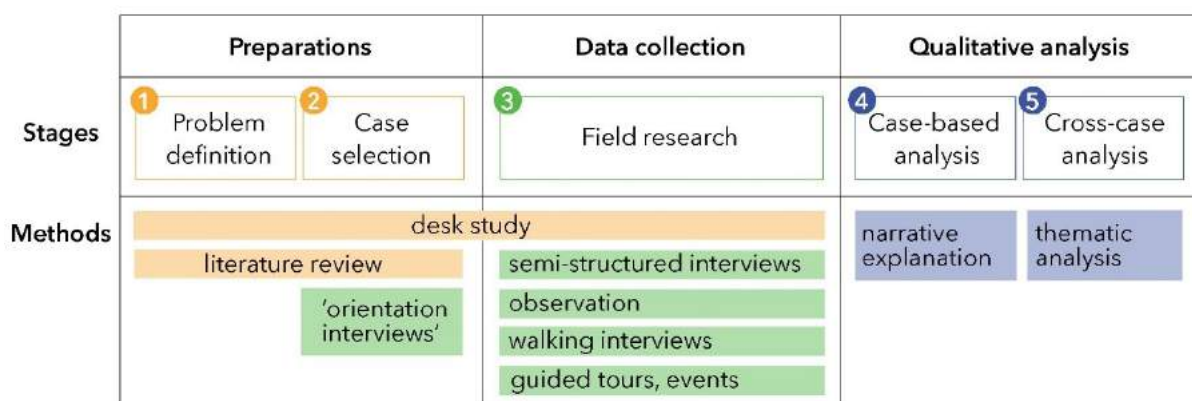 Preparations
Data collection
Qualitative analysis
Stages
1
Problem
definition
2
Case
selection
3
Field research
4
Case-based
analysis
5
Cross-case
analysis
Methods
desk study
literature review
'orientation
interviews'
semi-structured interviews
observation
walking interviews
guided tours, events
narrative
explanation
thematic
analysis